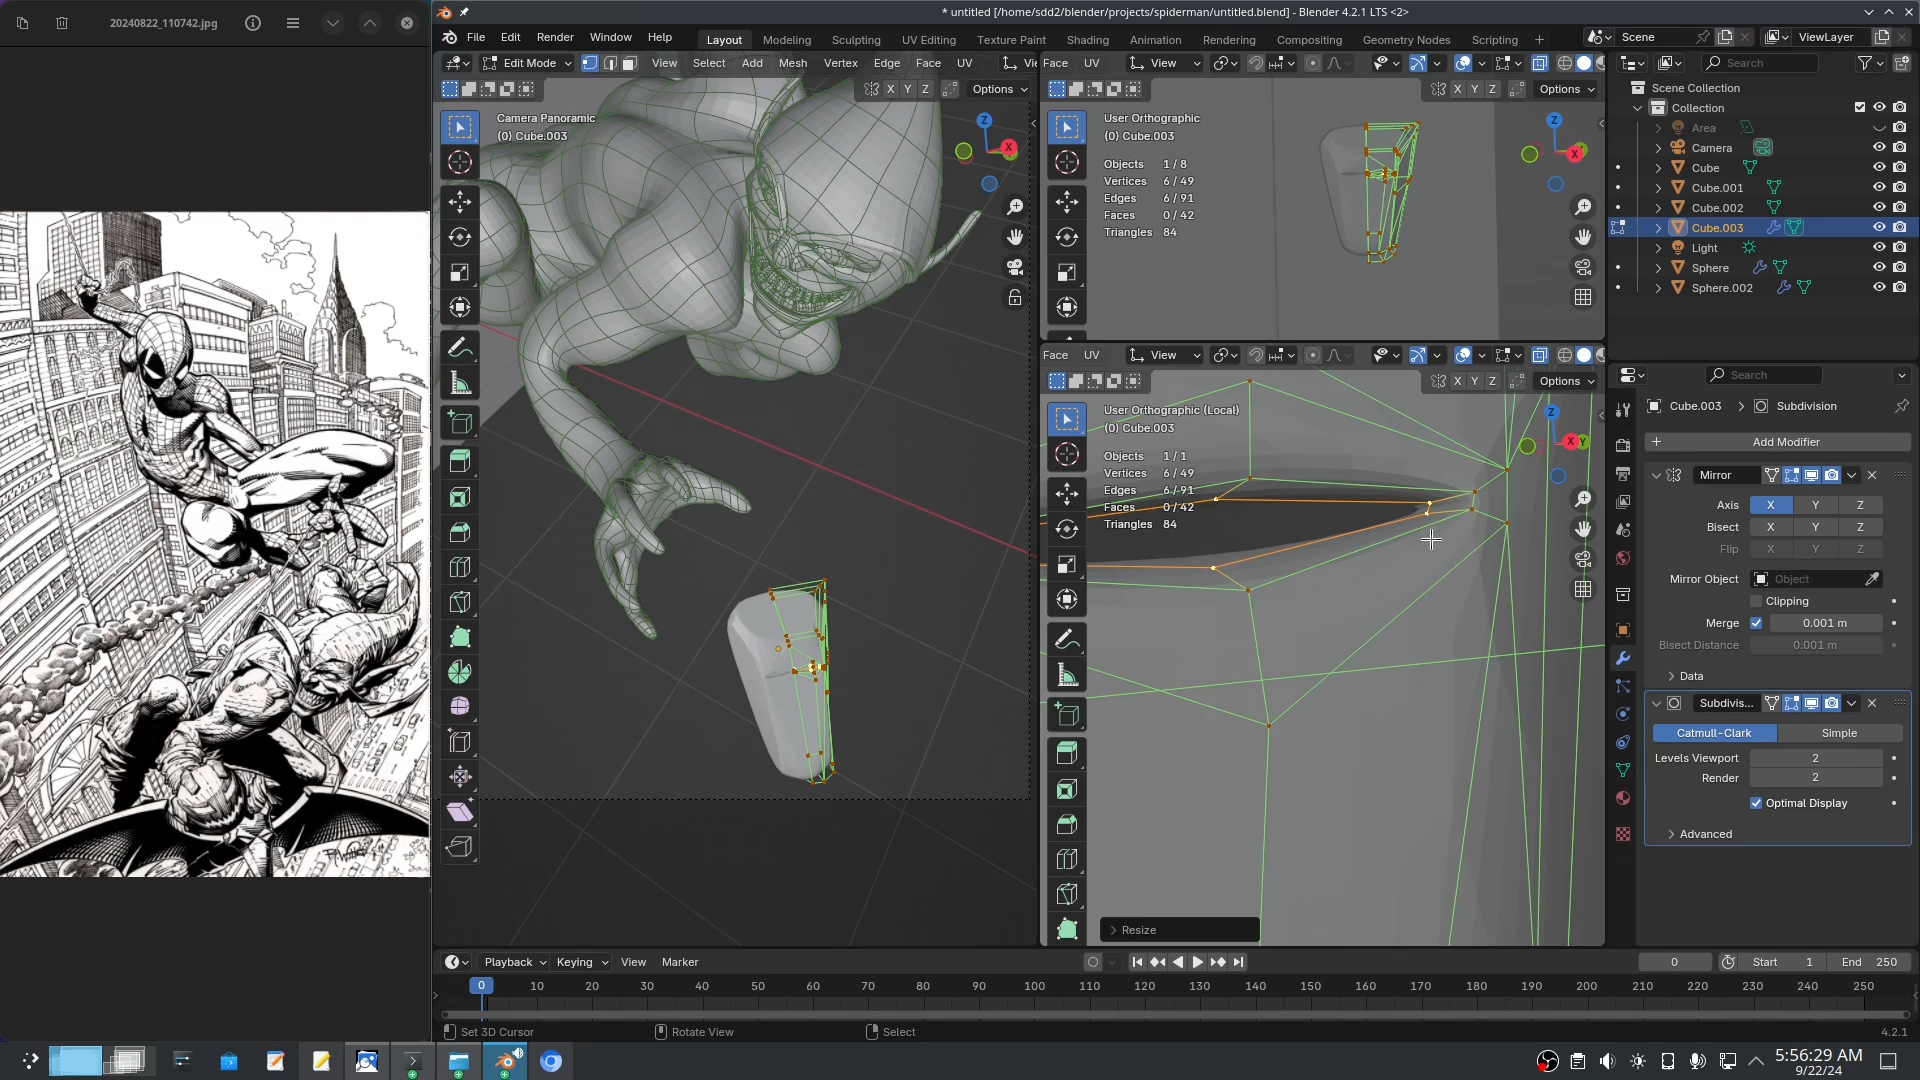 20240822_110742.jpg
* untitled [/home/sdd2/blender/projects/spiderman/untitled.blend] - Blender 4.2.1 LTS <2>
File Edit Render Window Help
Layout Modeling Sculpting UV Editing Texture Paint Shading Animation Rendering Compositing Geometry Nodes Scripting +
Scene
ViewLayer
Edit Mode View Select Add Mesh Vertex Edge Face UV
X Y Z Options
Camera Panoramic
(0) Cube.003
Z
X
Face UV View
X Y Z Options
User Orthographic
(0) Cube.003
Objects 1 / 8
Vertices 6 / 49
Edges 6 / 91
Faces 0 / 42
Triangles 84
Z
X
Face UV View
X Y Z Options
User Orthographic (Local)
(0) Cube.003
Objects 1 / 1
Vertices 6 / 49
Edges 6 / 91
Faces 0 / 42
Triangles 84
Z
X Y
Resize
Search
Scene Collection
Collection
Area
Camera
Cube
Cube.001
Cube.002
Cube.003
Light
Sphere
Sphere.002
Search
Cube.003 > Subdivision
+ Add Modifier
Mirror
Axis X Y Z
Bisect X Y Z
Flip X Y Z
Mirror Object Object
Clipping
Merge 0.001 m
Bisect Distance 0.001 m
Data
Subdivis...
Catmull-Clark Simple
Levels Viewport 2
Render 2
Optimal Display
Advanced
Playback Keying View Marker
0 Start 1 End 250
0 10 20 30 40 50 60 70 80 90 100 110 120 130 140 150 160 170 180 190 200 210 220 230 240 250
Set 3D Cursor Rotate View Select 4.2.1
5:56:29 AM
9/22/24